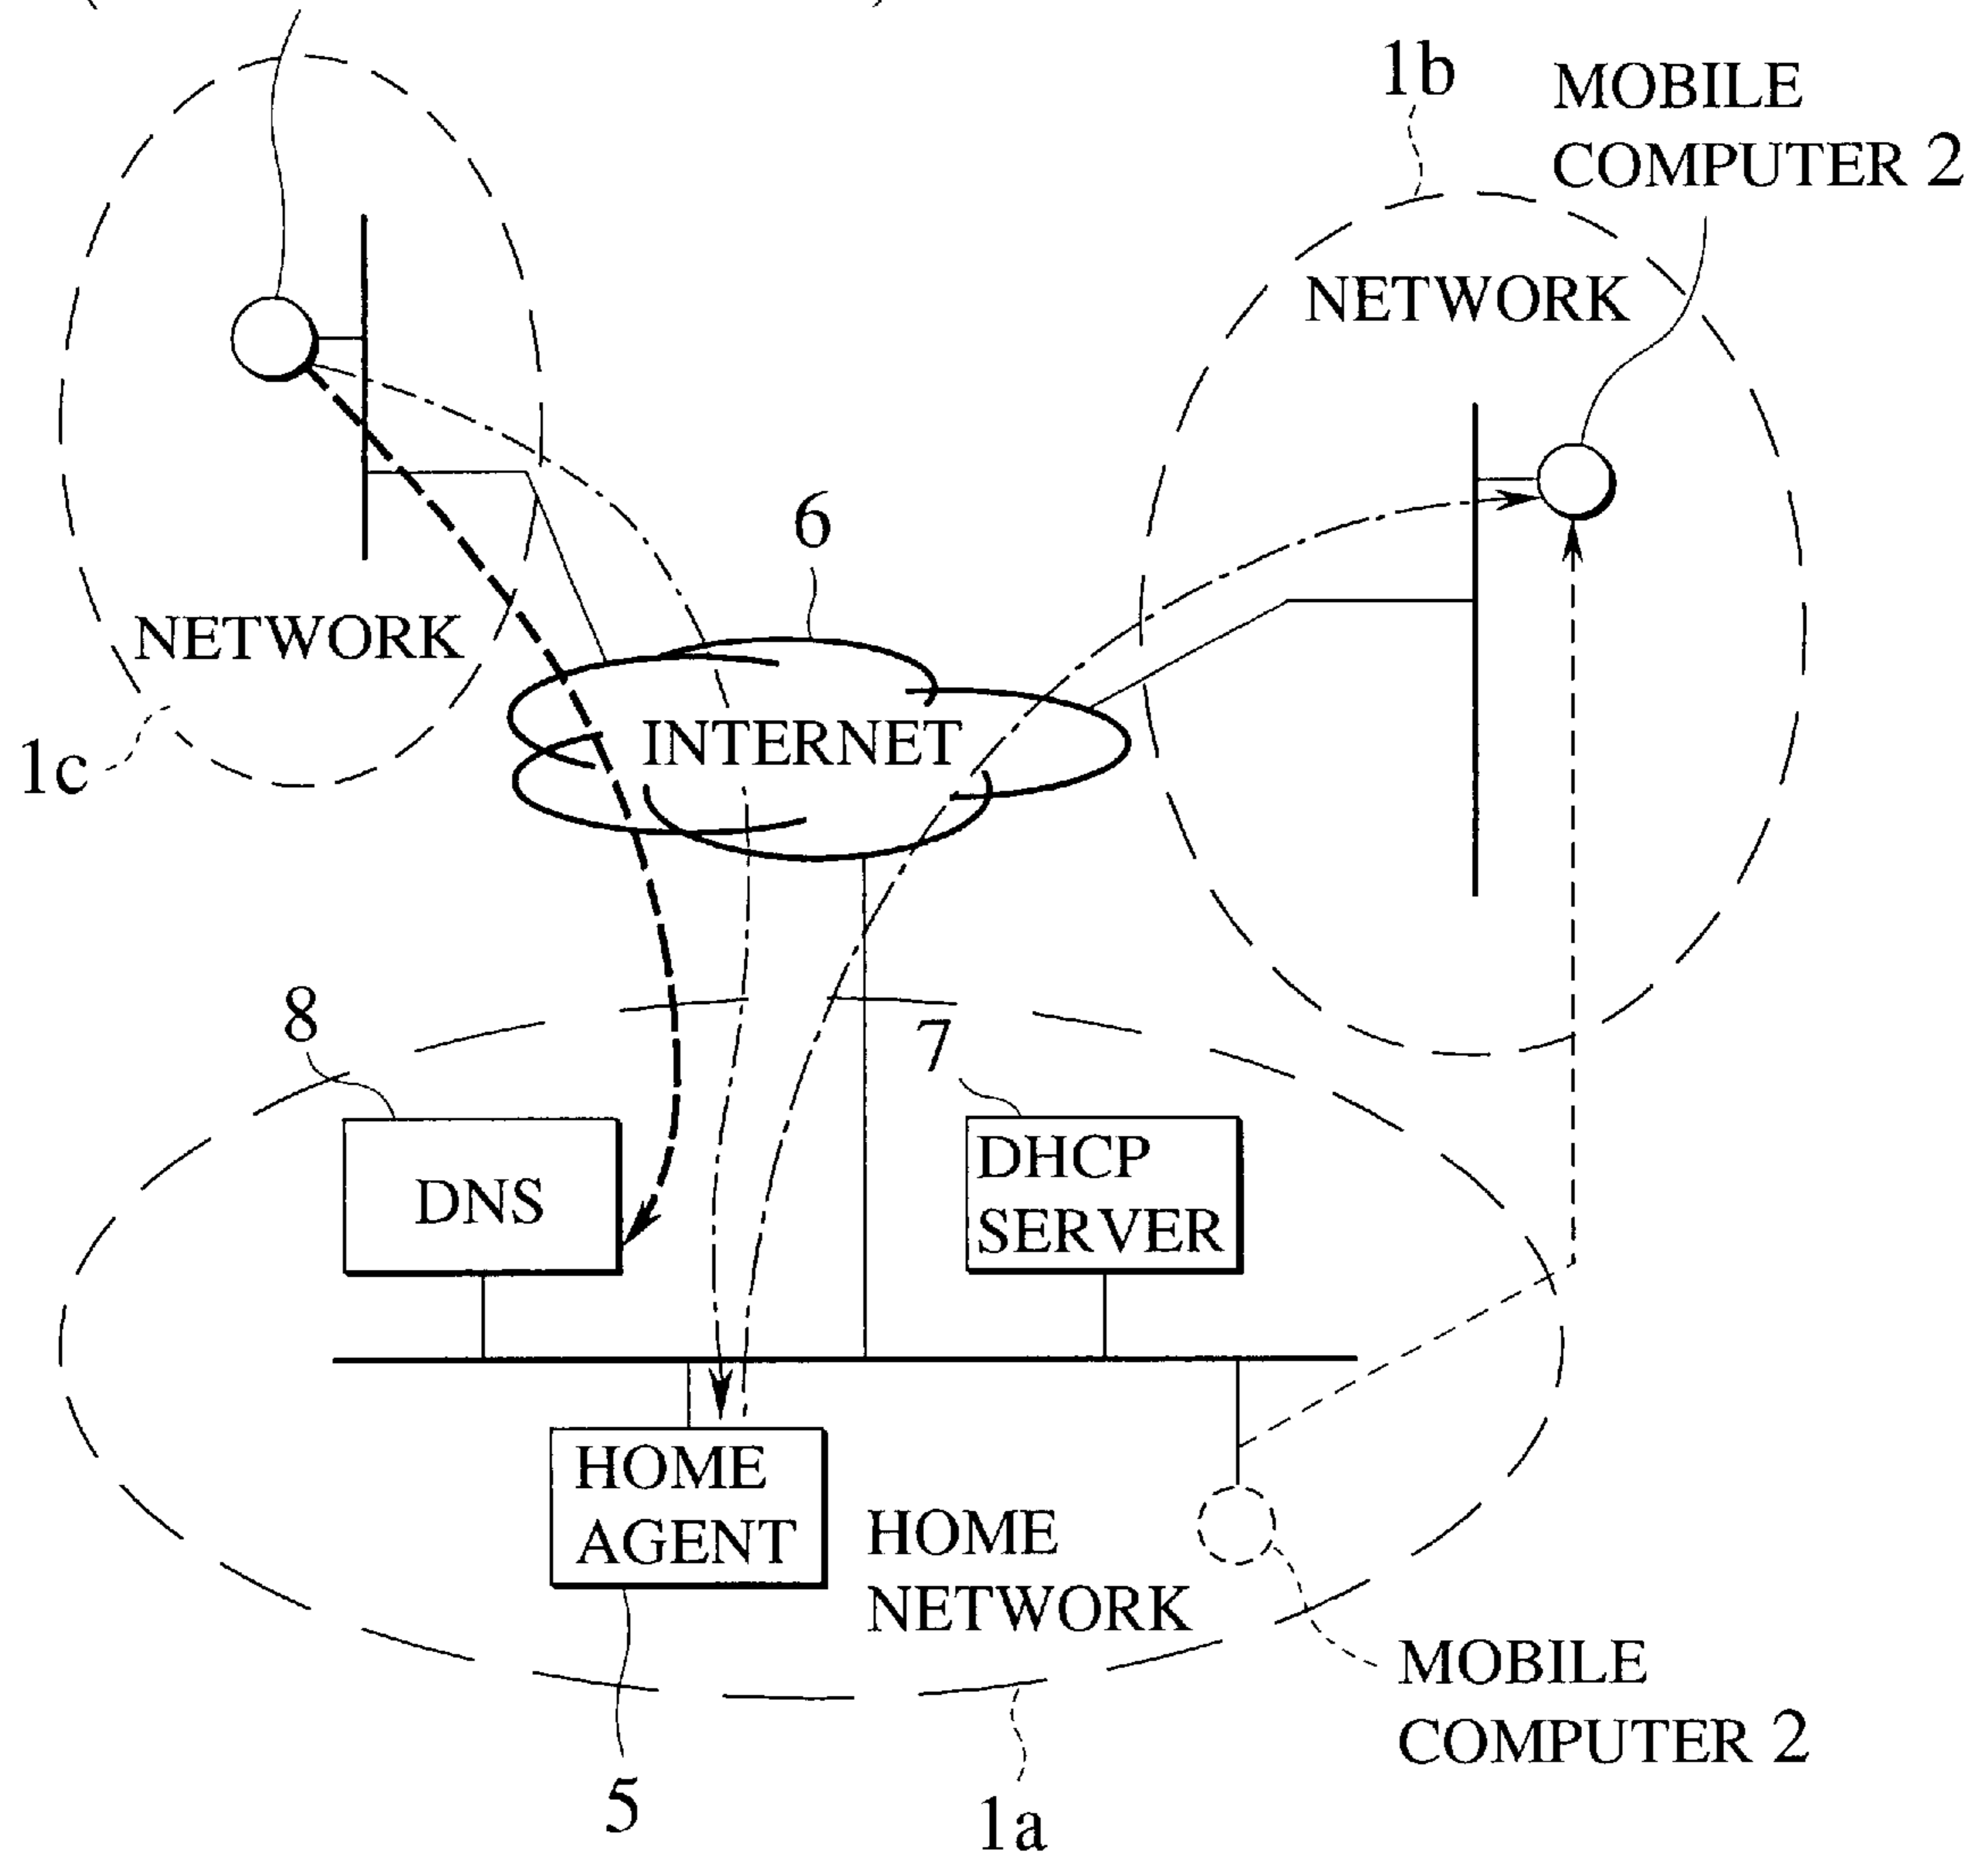 1b
MOBILE
COMPUTER 2
NETWORK
6
NETWORK
1c
INTERNET
8
7
DNS
DHCP
SERVER
HOME
AGENT
HOME
NETWORK
MOBILE
COMPUTER 2
5
1a